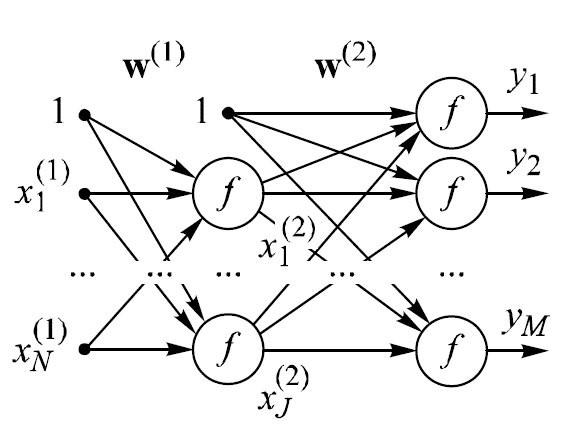 w(1) w(2)
1 1 f y1
x1(1) f f y2
x1(2)
... ... ... ... ...
xN(1) f f yM
xJ(2)